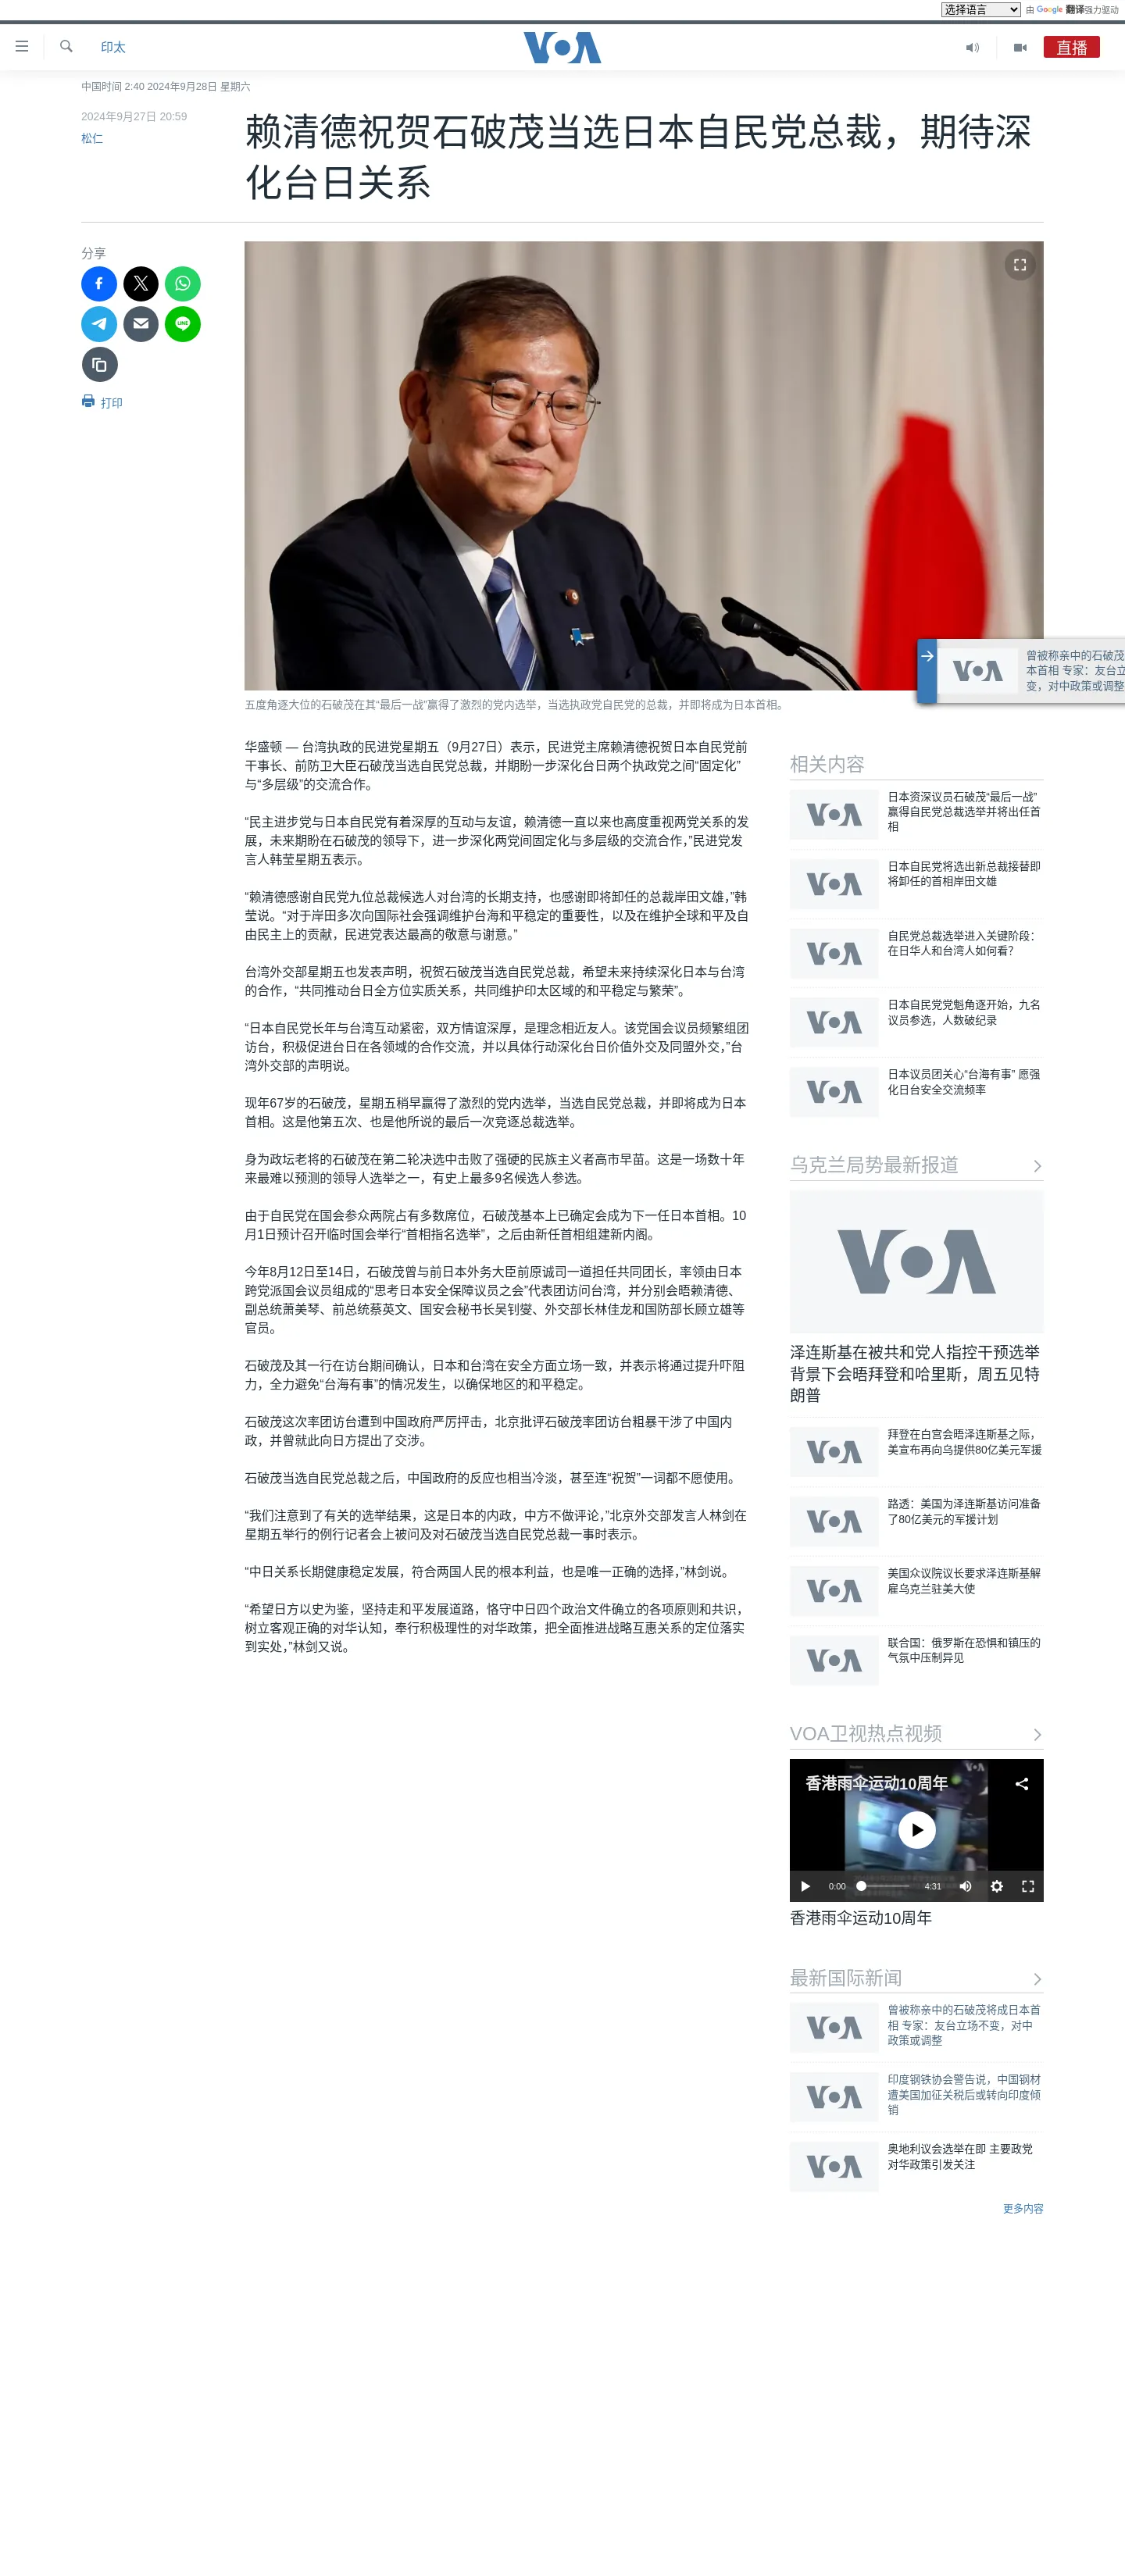 选择语言
由 Google 翻译强力驱动
印太
VOA
直播
中国时间 2:40 2024年9月28日 星期六
2024年9月27日 20:59
松仁
赖清德祝贺石破茂当选日本自民党总裁，期待深
化台日关系
分享
LINE
打印
曾被称亲中的石破茂
本首相 专家：友台立
变，对中政策或调整
VOA
五度角逐大位的石破茂在其“最后一战”赢得了激烈的党内选举，当选执政党自民党的总裁，并即将成为日本首相。
华盛顿 — 台湾执政的民进党星期五（9月27日）表示，民进党主席赖清德祝贺日本自民党前
干事长、前防卫大臣石破茂当选自民党总裁，并期盼一步深化台日两个执政党之间“固定化”
与“多层级”的交流合作。
“民主进步党与日本自民党有着深厚的互动与友谊，赖清德一直以来也高度重视两党关系的发
展，未来期盼在石破茂的领导下，进一步深化两党间固定化与多层级的交流合作，”民进党发
言人韩莹星期五表示。
“赖清德感谢自民党九位总裁候选人对台湾的长期支持，也感谢即将卸任的总裁岸田文雄，”韩
莹说。“对于岸田多次向国际社会强调维护台海和平稳定的重要性，以及在维护全球和平及自
由民主上的贡献，民进党表达最高的敬意与谢意。”
台湾外交部星期五也发表声明，祝贺石破茂当选自民党总裁，希望未来持续深化日本与台湾
的合作，“共同推动台日全方位实质关系，共同维护印太区域的和平稳定与繁荣”。
“日本自民党长年与台湾互动紧密，双方情谊深厚，是理念相近友人。该党国会议员频繁组团
访台，积极促进台日在各领域的合作交流，并以具体行动深化台日价值外交及同盟外交，”台
湾外交部的声明说。
现年67岁的石破茂，星期五稍早赢得了激烈的党内选举，当选自民党总裁，并即将成为日本
首相。这是他第五次、也是他所说的最后一次竞逐总裁选举。
身为政坛老将的石破茂在第二轮决选中击败了强硬的民族主义者高市早苗。这是一场数十年
来最难以预测的领导人选举之一，有史上最多9名候选人参选。
由于自民党在国会参众两院占有多数席位，石破茂基本上已确定会成为下一任日本首相。10
月1日预计召开临时国会举行“首相指名选举”，之后由新任首相组建新内阁。
今年8月12日至14日，石破茂曾与前日本外务大臣前原诚司一道担任共同团长，率领由日本
跨党派国会议员组成的“思考日本安全保障议员之会”代表团访问台湾，并分别会晤赖清德、
副总统萧美琴、前总统蔡英文、国安会秘书长吴钊燮、外交部长林佳龙和国防部长顾立雄等
官员。
石破茂及其一行在访台期间确认，日本和台湾在安全方面立场一致，并表示将通过提升吓阻
力，全力避免“台海有事”的情况发生，以确保地区的和平稳定。
石破茂这次率团访台遭到中国政府严厉抨击，北京批评石破茂率团访台粗暴干涉了中国内
政，并曾就此向日方提出了交涉。
石破茂当选自民党总裁之后，中国政府的反应也相当冷淡，甚至连“祝贺”一词都不愿使用。
“我们注意到了有关的选举结果，这是日本的内政，中方不做评论，”北京外交部发言人林剑在
星期五举行的例行记者会上被问及对石破茂当选自民党总裁一事时表示。
“中日关系长期健康稳定发展，符合两国人民的根本利益，也是唯一正确的选择，”林剑说。
“希望日方以史为鉴，坚持走和平发展道路，恪守中日四个政治文件确立的各项原则和共识，
树立客观正确的对华认知，奉行积极理性的对华政策，把全面推进战略互惠关系的定位落实
到实处，”林剑又说。
相关内容
VOA
日本资深议员石破茂“最后一战”
赢得自民党总裁选举并将出任首
相
VOA
日本自民党将选出新总裁接替即
将卸任的首相岸田文雄
VOA
自民党总裁选举进入关键阶段：
在日华人和台湾人如何看？
VOA
日本自民党党魁角逐开始，九名
议员参选，人数破纪录
VOA
日本议员团关心“台海有事” 愿强
化日台安全交流频率
乌克兰局势最新报道
VOA
泽连斯基在被共和党人指控干预选举
背景下会晤拜登和哈里斯，周五见特
朗普
VOA
拜登在白宫会晤泽连斯基之际，
美宣布再向乌提供80亿美元军援
VOA
路透：美国为泽连斯基访问准备
了80亿美元的军援计划
VOA
美国众议院议长要求泽连斯基解
雇乌克兰驻美大使
VOA
联合国：俄罗斯在恐惧和镇压的
气氛中压制异见
VOA卫视热点视频
香港雨伞运动10周年
VOA
0:00
4:31
香港雨伞运动10周年
最新国际新闻
VOA
曾被称亲中的石破茂将成日本首
相 专家：友台立场不变，对中
政策或调整
VOA
印度钢铁协会警告说，中国钢材
遭美国加征关税后或转向印度倾
销
VOA
奥地利议会选举在即 主要政党
对华政策引发关注
更多内容